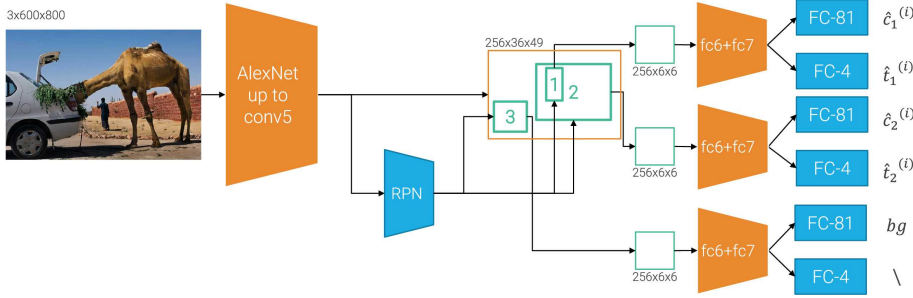 3x600x800
AlexNet
up to
conv5
RPN
256x36x49
1
2
3
256x6x6
fc6+fc7
FC-81
ĉ₁⁽ⁱ⁾
FC-4
t̂₁⁽ⁱ⁾
256x6x6
fc6+fc7
FC-81
ĉ₂⁽ⁱ⁾
FC-4
t̂₂⁽ⁱ⁾
256x6x6
fc6+fc7
FC-81
bg
FC-4
\